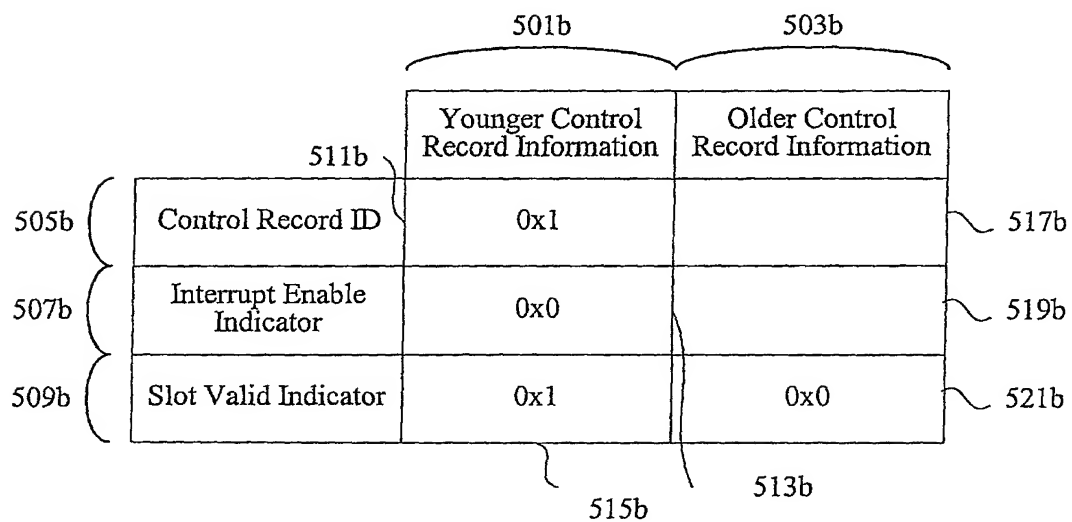 501b 503b
Younger Control
Record Information
Older Control
Record Information
511b
505b
Control Record ID
0x1
517b
507b
Interrupt Enable
Indicator
0x0
519b
509b
Slot Valid Indicator
0x1
0x0
521b
513b
515b